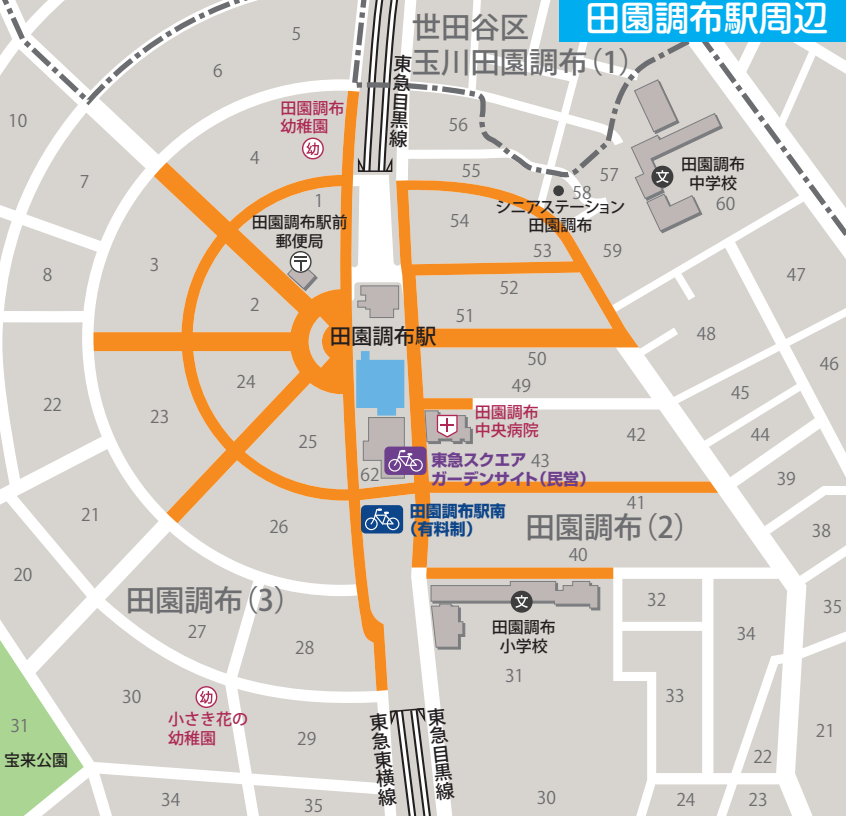 田園調布駅周辺
世田谷区
玉川田園調布（1）
5
6
東急目黒線
10
田園調布
幼稚園
幼
56
4
55
57
田園調布
中学校
文
7
58
60
1
シニアステーション
田園調布
54
田園調布駅前
郵便局
〒
53
59
3
8
47
52
2
51
48
田園調布駅
50
46
24
49
45
22
23
田園調布
中央病院
25
42
44
62
東急スクエア
ガーデンサイト（民営）
43
39
41
21
田園調布駅南
（有料制）
26
田園調布（2）
38
40
20
田園調布（3）
文
32
35
27
田園調布
小学校
34
28
31
30
幼
33
小さき花の
幼稚園
31
宝来公園
29
東急東横線
東急目黒線
21
22
34
35
30
24
23